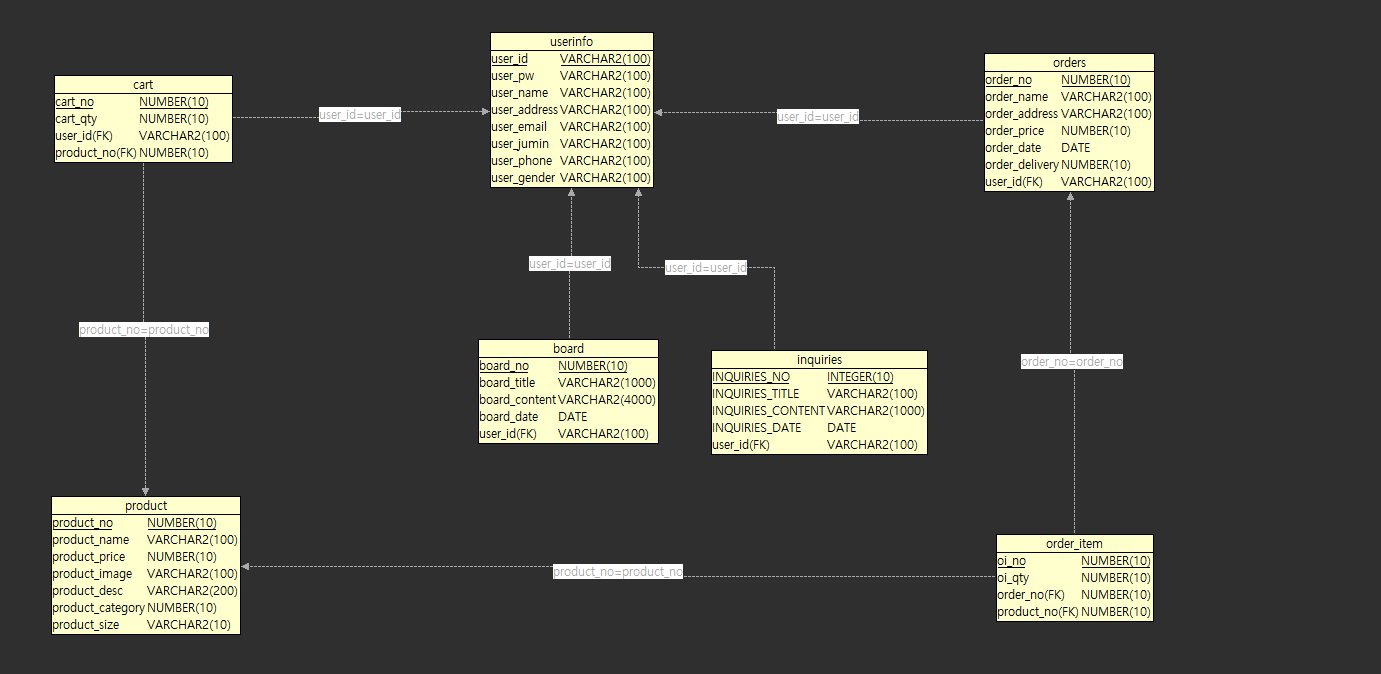 userinfo
user_id VARCHAR2(100)
user_pw VARCHAR2(100)
user_name VARCHAR2(100)
user_address VARCHAR2(100)
user_email VARCHAR2(100)
user_jumin VARCHAR2(100)
user_phone VARCHAR2(100)
user_gender VARCHAR2(100)
orders
order_no NUMBER(10)
order_name VARCHAR2(100)
order_address VARCHAR2(100)
order_price NUMBER(10)
order_date DATE
order_delivery NUMBER(10)
user_id(FK) VARCHAR2(100)
cart
cart_no NUMBER(10)
cart_qty NUMBER(10)
user_id(FK) VARCHAR2(100)
product_no(FK) NUMBER(10)
user_id=user_id
user_id=user_id
user_id=user_id
user_id=user_id
product_no=product_no
order_no=order_no
board
board_no NUMBER(10)
board_title VARCHAR2(1000)
board_content VARCHAR2(4000)
board_date DATE
user_id(FK) VARCHAR2(100)
inquiries
INQUIRIES_NO INTEGER(10)
INQUIRIES_TITLE VARCHAR2(100)
INQUIRIES_CONTENT VARCHAR2(1000)
INQUIRIES_DATE DATE
user_id(FK) VARCHAR2(100)
product
product_no NUMBER(10)
product_name VARCHAR2(100)
product_price NUMBER(10)
product_image VARCHAR2(100)
product_desc VARCHAR2(200)
product_category NUMBER(10)
product_size VARCHAR2(10)
product_no=product_no
order_item
oi_no NUMBER(10)
oi_qty NUMBER(10)
order_no(FK) NUMBER(10)
product_no(FK) NUMBER(10)